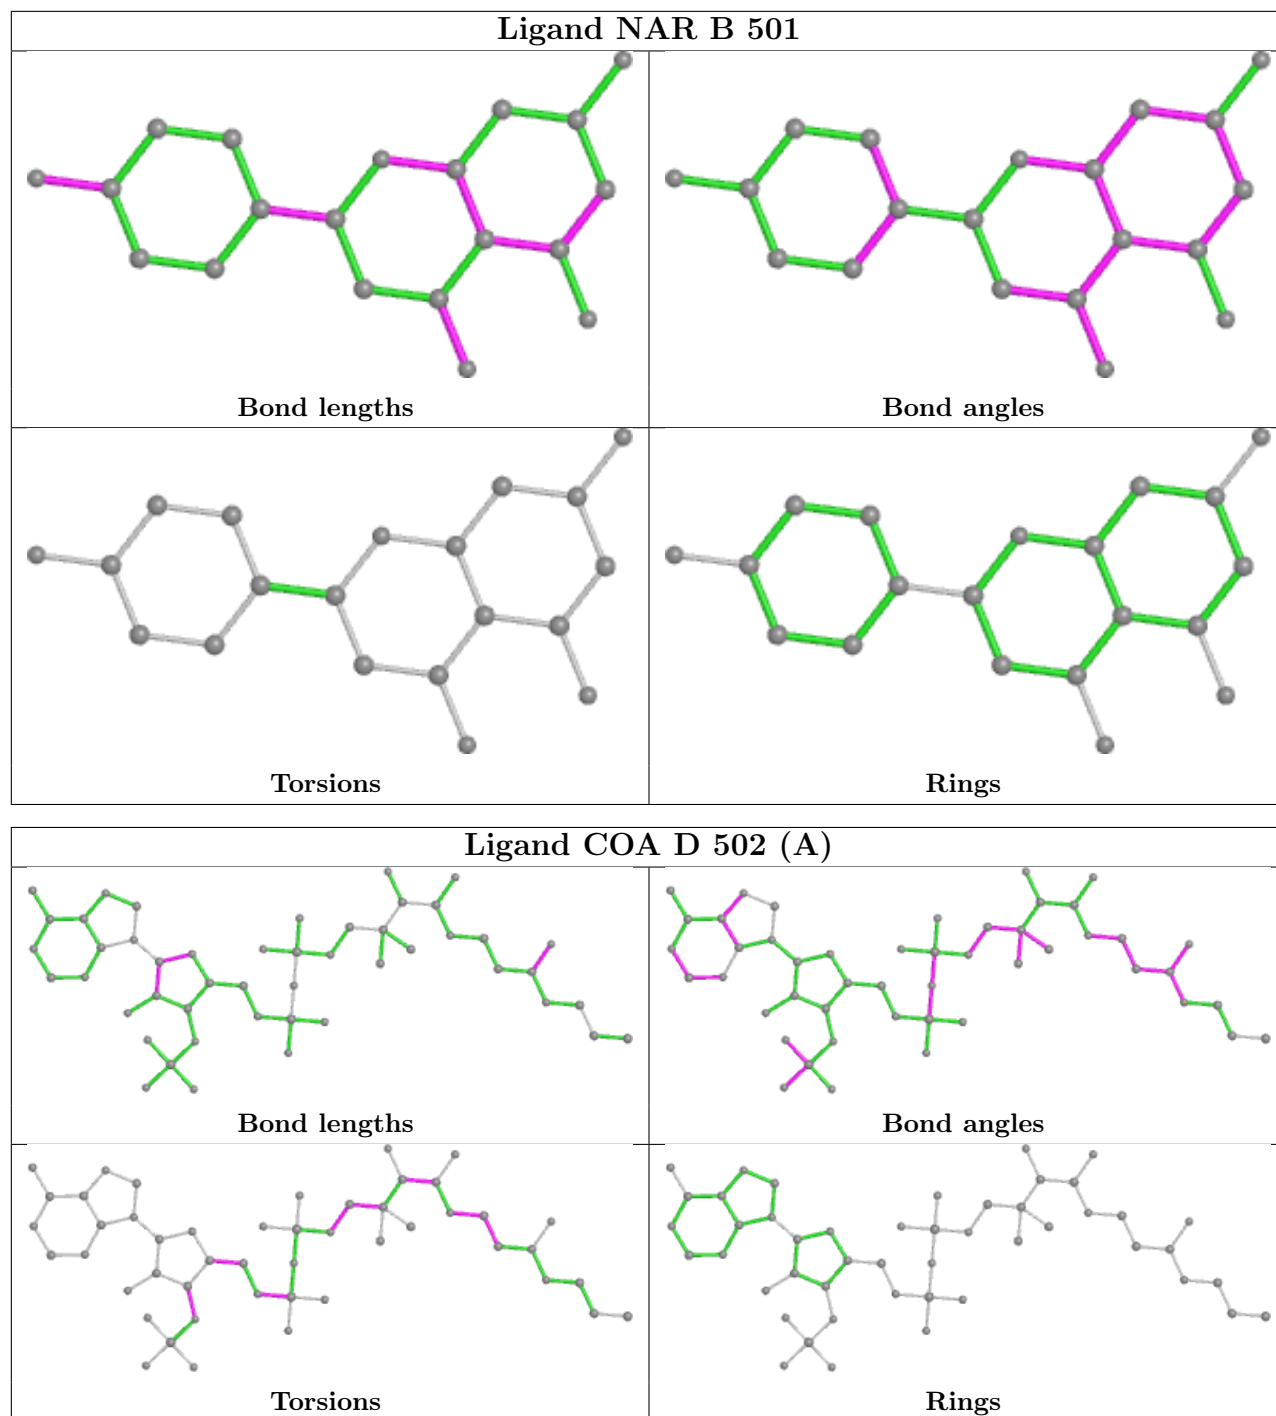 Ligand NAR B 501
Bond lengths
Bond angles
Torsions
Rings
Ligand COA D 502 (A)
Bond lengths
Bond angles
Torsions
Rings